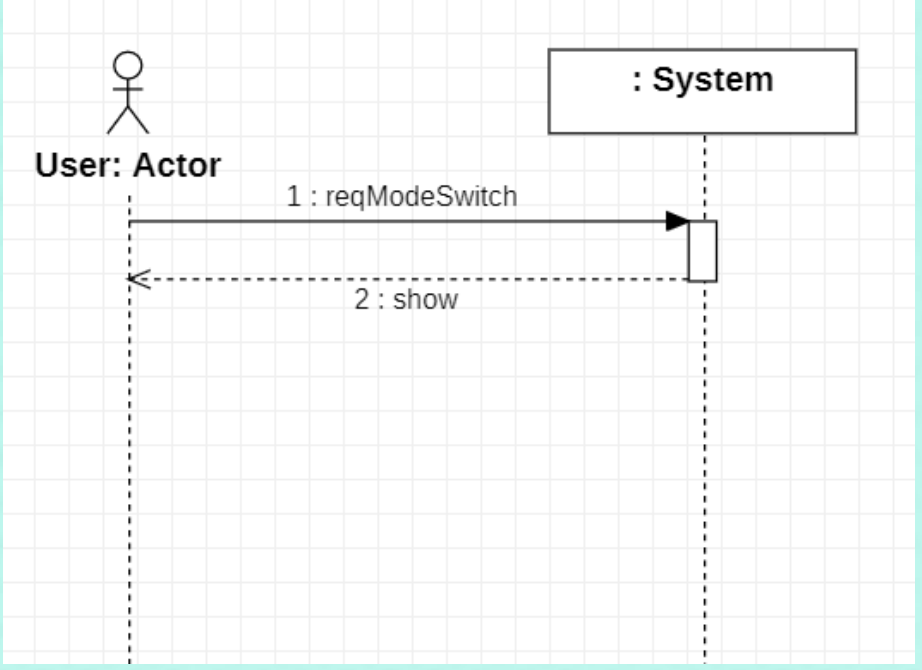 : System
User: Actor
1 : reqModeSwitch
2 : show